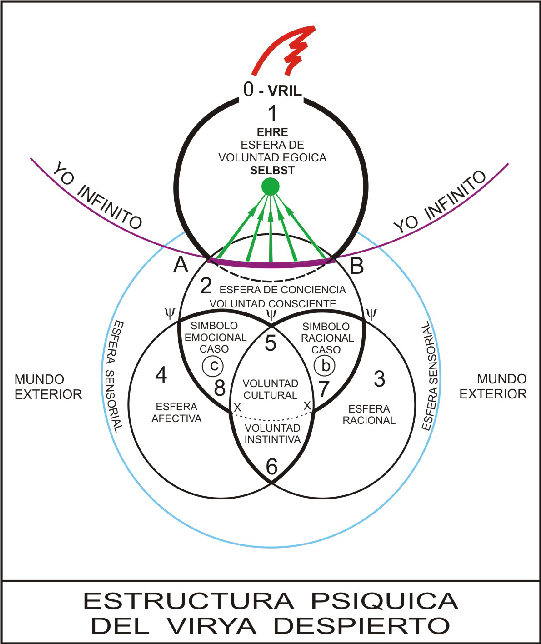 0 - VRIL
1
EHRE
ESFERA DE
VOLUNTAD EGOICA
SELBST
YO INFINITO
YO INFINITO
A
B
2
ESFERA DE CONCIENCIA
VOLUNTAD CONSCIENTE
ψ
ψ
ψ
SIMBOLO
EMOCIONAL
CASO
c
8
5
SIMBOLO
RACIONAL
CASO
b
7
4
3
ESFERA
AFECTIVA
ESFERA
RACIONAL
VOLUNTAD
CULTURAL
X
X
VOLUNTAD
INSTINTIVA
6
ESFERA SENSORIAL
ESFERA SENSORIAL
MUNDO
EXTERIOR
MUNDO
EXTERIOR
ESTRUCTURA PSIQUICA
DEL VIRYA DESPIERTO